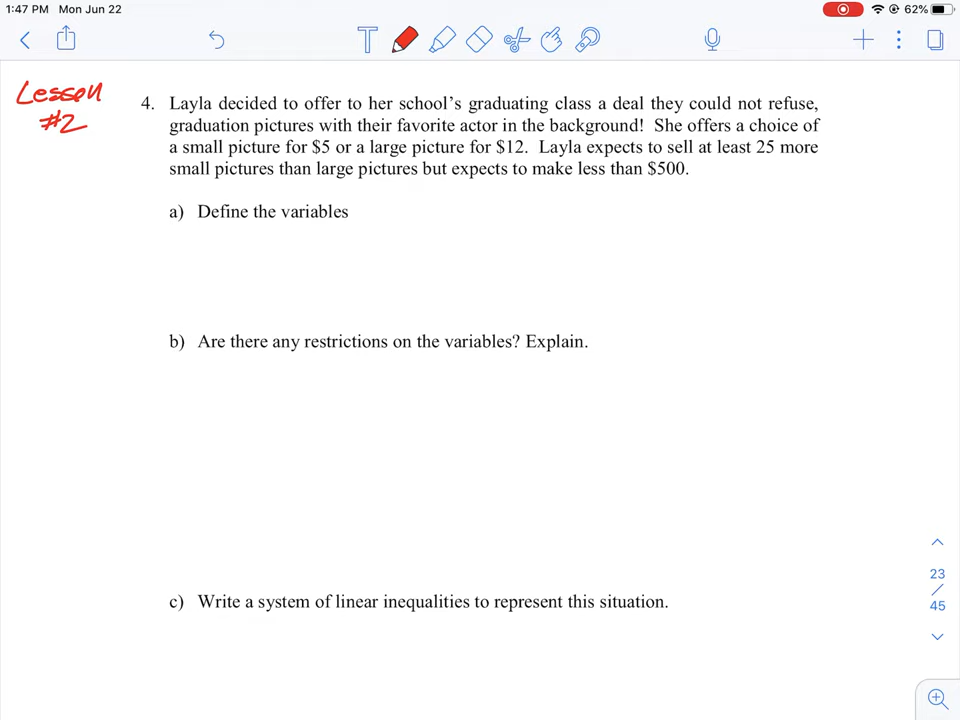 1:47 PM Mon Jun 22
62%
T
Lesson
#2
4. Layla decided to offer to her school's graduating class a deal they could not refuse,
graduation pictures with their favorite actor in the background! She offers a choice of
a small picture for $5 or a large picture for $12. Layla expects to sell at least 25 more
small pictures than large pictures but expects to make less than $500.
a) Define the variables
b) Are there any restrictions on the variables? Explain.
c) Write a system of linear inequalities to represent this situation.
23
/
45